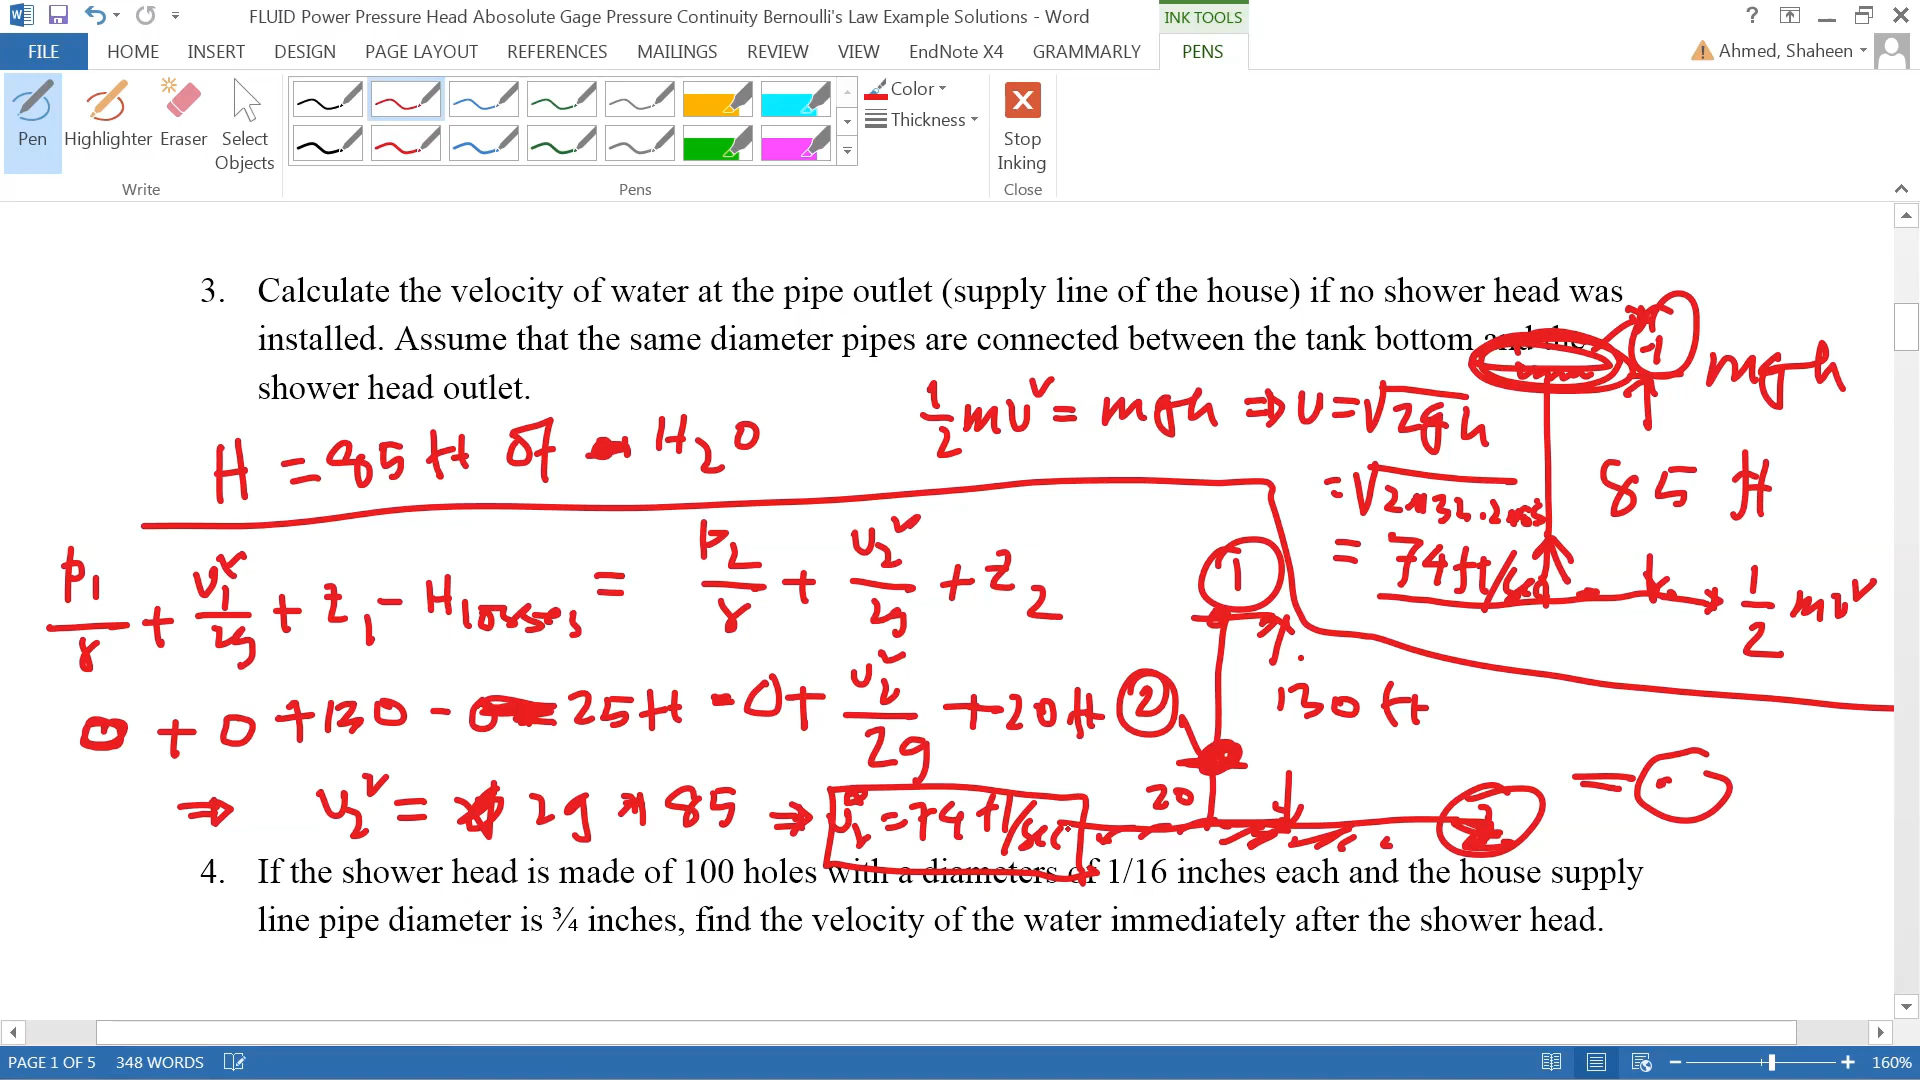 FLUID Power Pressure Head Abosolute Gage Pressure Continuity Bernoulli's Law Example Solutions - Word
INK TOOLS
?
FILE HOME INSERT DESIGN PAGE LAYOUT REFERENCES MAILINGS REVIEW VIEW EndNote X4 GRAMMARLY PENS
Ahmed, Shaheen
Pen
Highlighter
Eraser
Select
Objects
Color
Thickness
Stop
Inking
Write
Pens
Close
3. Calculate the velocity of water at the pipe outlet (supply line of the house) if no shower head was
installed. Assume that the same diameter pipes are connected between the tank bottom and the
shower head outlet.
1
mgh
1/2 mv² = mgh ⇒ v = √2gh
H = 85 ft of H₂O
= √2×32.2×85
85 ft
= 74 ft/sec
1/2 mv²
p₁/γ + v₁²/2g + z₁ - H losses = p₂/γ + v₂²/2g + z₂
1
130 ft
0 + 0 + 130 - 25 ft = 0 + v₂²/2g + 20 ft
2
20
2
=
⇒ v₂² = 2g × 85 ⇒ v₂ = 74 ft/sec
4. If the shower head is made of 100 holes with a diameters of 1/16 inches each and the house supply
line pipe diameter is ¾ inches, find the velocity of the water immediately after the shower head.
PAGE 1 OF 5 348 WORDS
160%